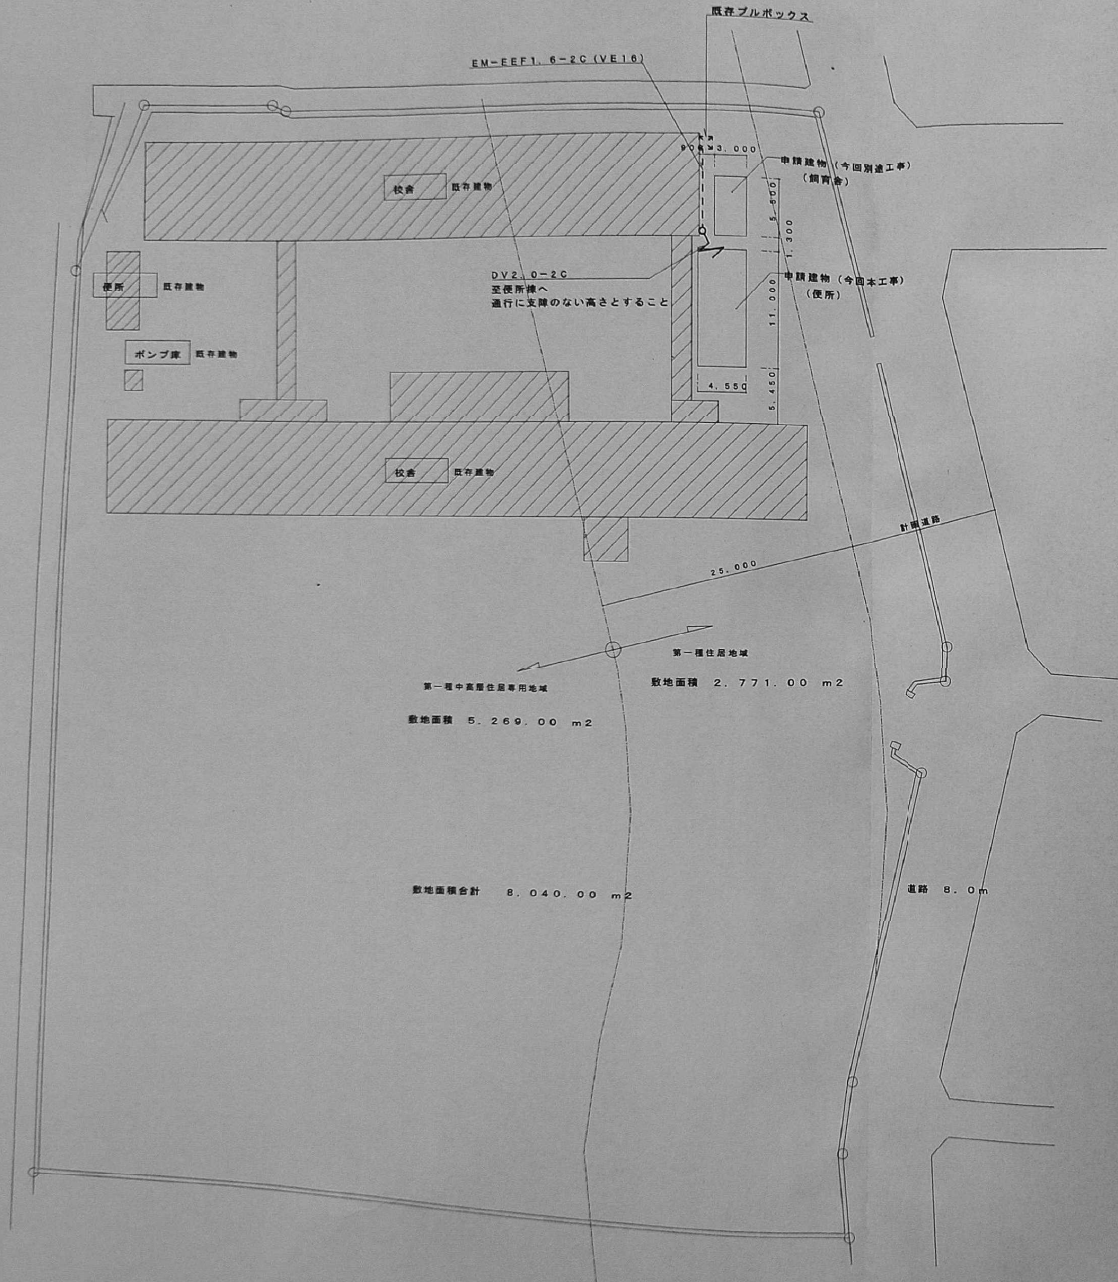 既存プルボックス
EM-EEF1.6-2C(VE16)
3.000
申請建物(今回別途工事)
(飼育舎)
校舎
既存建物
1.300
DV2.0-2C
至便所棟へ
通行に支障のない高さとすること
申請建物(今回本工事)
(便所)
11.000
便所
既存建物
ポンプ庫
既存建物
4.550
5.450
校舎
既存建物
計画道路
25.000
第一種住居地域
敷地面積 2.771.00 m2
第一種中高層住居専用地域
敷地面積 5.269.00 m2
敷地面積合計 8.040.00 m2
道路 8.0m